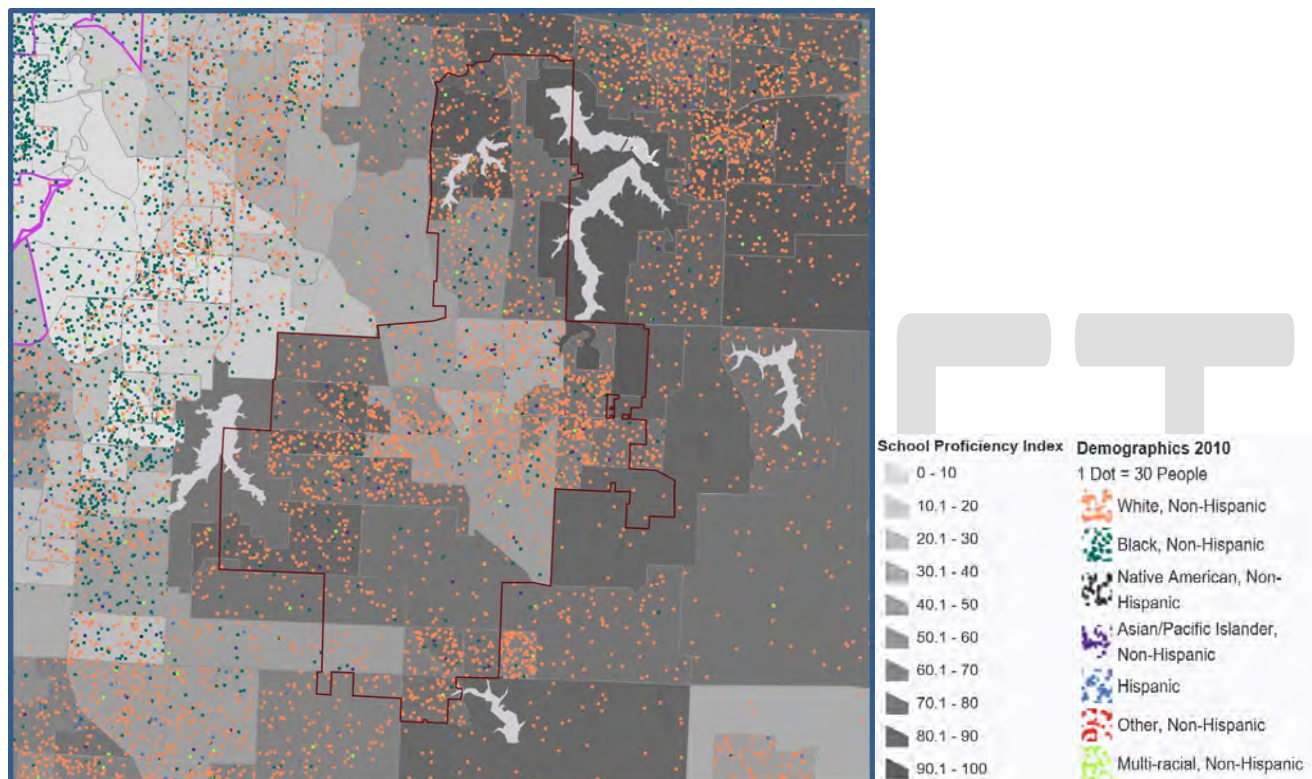 School Proficiency Index
0 - 10
10.1 - 20
20.1 - 30
30.1 - 40
40.1 - 50
50.1 - 60
60.1 - 70
70.1 - 80
80.1 - 90
90.1 - 100
Demographics 2010
1 Dot = 30 People
White, Non-Hispanic
Black, Non-Hispanic
Native American, Non-
Hispanic
Asian/Pacific Islander,
Non-Hispanic
Hispanic
Other, Non-Hispanic
Multi-racial, Non-Hispanic